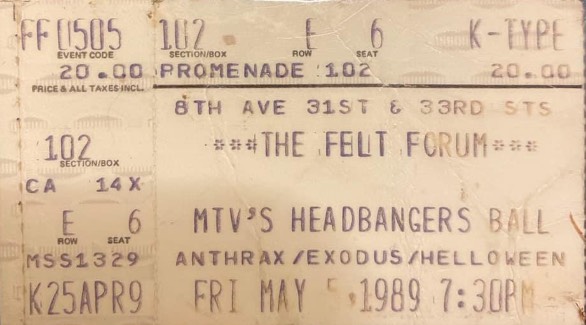 FF0505 102 E 6 K-TYPE
EVENT CODE SECTION/BOX ROW SEAT
20.00 PROMENADE 102 20.00
PRICE & ALL TAXES INCL.
8TH AVE 31ST & 33RD STS
102 ***THE FELT FORUM***
SECTION/BOX
CA 14X
E 6 MTV'S HEADBANGERS BALL
ROW SEAT
MSS1329 ANTHRAX/EXODUS/HELLOWEEN
K25APR9 FRI MAY 5,1989 7:30PM